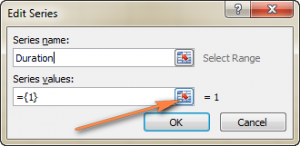 Edit Series
Series name:
Duration
Select Range
Series values:
={1}
= 1
OK
Cancel